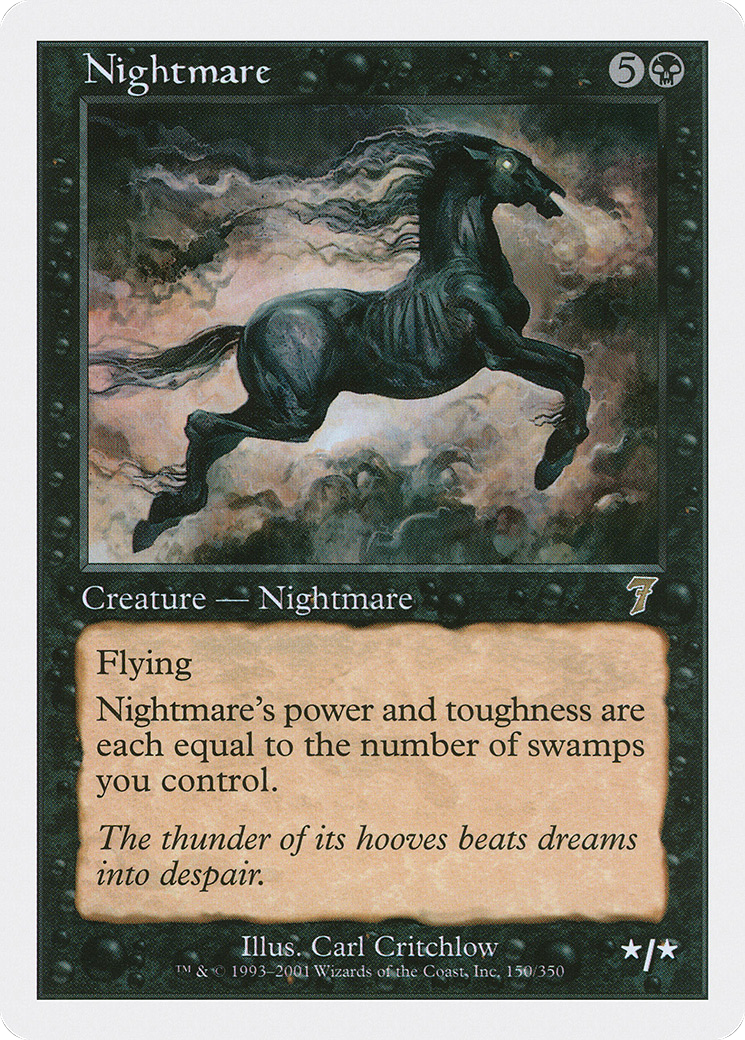 Nightmare 5
Creature — Nightmare 7
Flying
Nightmare's power and toughness are
each equal to the number of swamps
you control.
The thunder of its hooves beats dreams
into despair.
Illus. Carl Critchlow
™ & © 1993–2001 Wizards of the Coast, Inc. 150/350
★/★